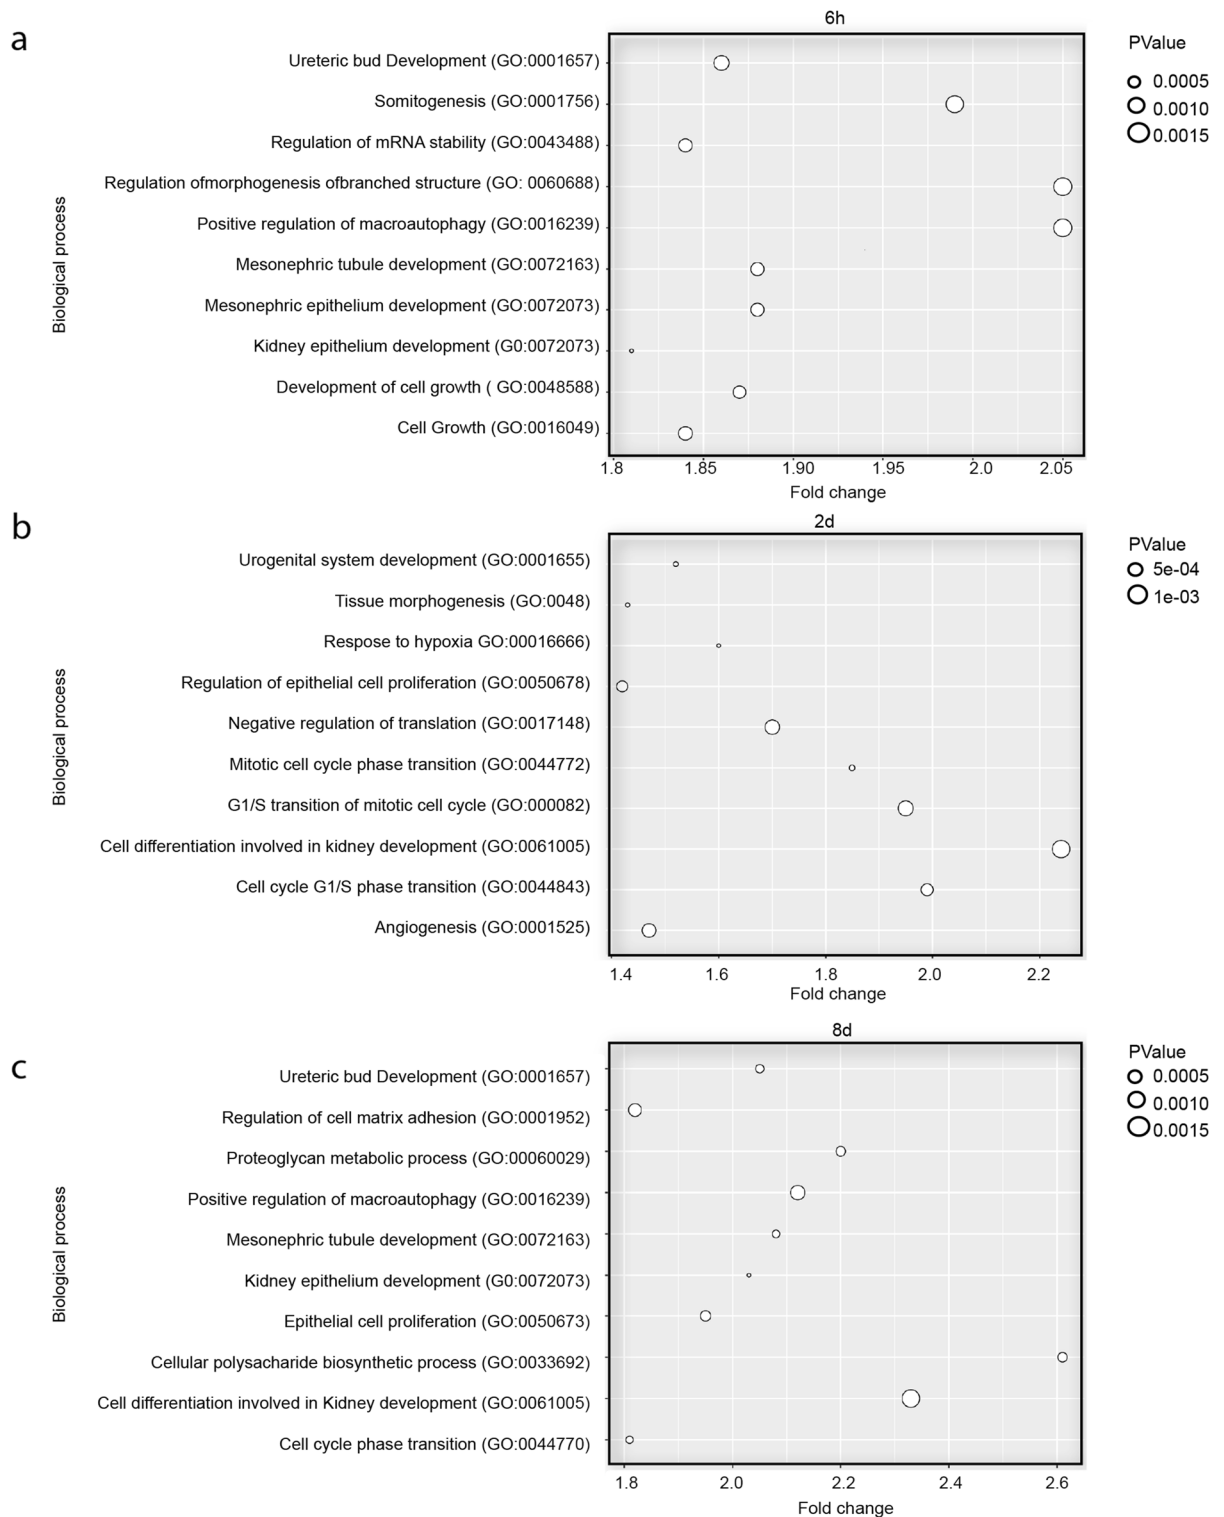 a
6h
PValue
0.0005
0.0010
0.0015
Biological process
Ureteric bud Development (GO:0001657)
Somitogenesis (GO:0001756)
Regulation of mRNA stability (GO:0043488)
Regulation ofmorphogenesis ofbranched structure (GO: 0060688)
Positive regulation of macroautophagy (GO:0016239)
Mesonephric tubule development (GO:0072163)
Mesonephric epithelium development (GO:0072073)
Kidney epithelium development (G0:0072073)
Development of cell growth ( GO:0048588)
Cell Growth (GO:0016049)
1.8 1.85 1.90 1.95 2.0 2.05
Fold change
b
2d
PValue
5e-04
1e-03
Biological process
Urogenital system development (GO:0001655)
Tissue morphogenesis (GO:0048)
Respose to hypoxia GO:00016666)
Regulation of epithelial cell proliferation (GO:0050678)
Negative regulation of translation (GO:0017148)
Mitotic cell cycle phase transition (GO:0044772)
G1/S transition of mitotic cell cycle (GO:000082)
Cell differentiation involved in kidney development (GO:0061005)
Cell cycle G1/S phase transition (GO:0044843)
Angiogenesis (GO:0001525)
1.4 1.6 1.8 2.0 2.2
Fold change
c
8d
PValue
0.0005
0.0010
0.0015
Biological process
Ureteric bud Development (GO:0001657)
Regulation of cell matrix adhesion (GO:0001952)
Proteoglycan metabolic process (GO:00060029)
Positive regulation of macroautophagy (GO:0016239)
Mesonephric tubule development (GO:0072163)
Kidney epithelium development (G0:0072073)
Epithelial cell proliferation (GO:0050673)
Cellular polysacharide biosynthetic process (GO:0033692)
Cell differentiation involved in Kidney development (GO:0061005)
Cell cycle phase transition (GO:0044770)
1.8 2.0 2.2 2.4 2.6
Fold change